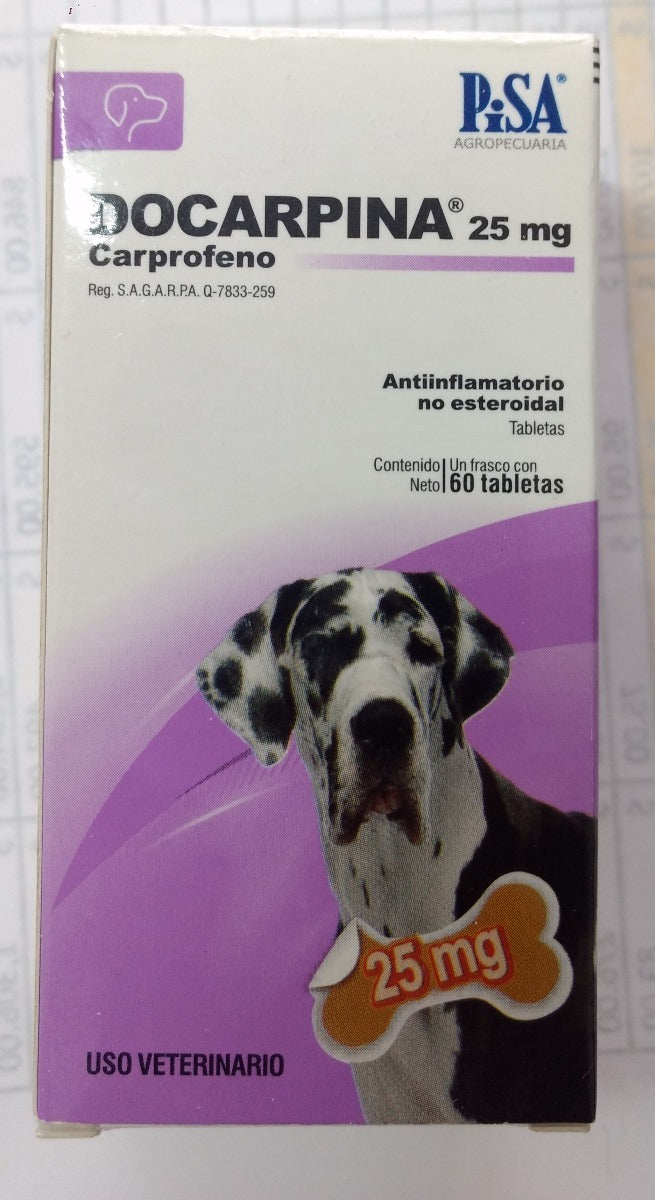 PiSA®
AGROPECUARIA
DOCARPINA® 25 mg
Carprofeno
Reg. S.A.G.A.R.P.A. Q-7833-259
Antiinflamatorio
no esteroidal
Tabletas
Contenido Neto | Un frasco con
60 tabletas
25 mg
USO VETERINARIO